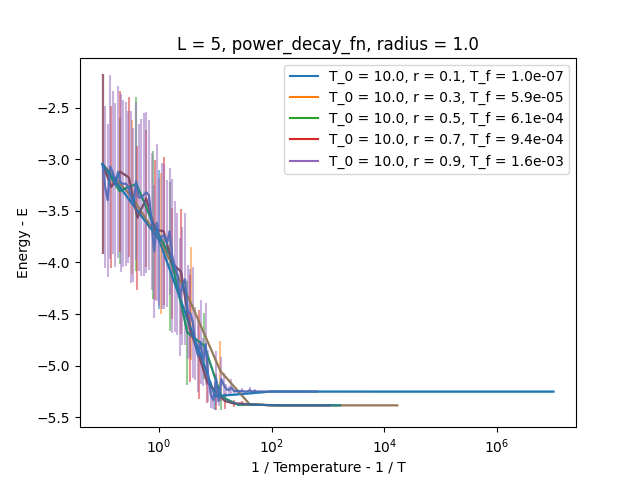 L = 5, power_decay_fn, radius = 1.0
T_0 = 10.0, r = 0.1, T_f = 1.0e-07
T_0 = 10.0, r = 0.3, T_f = 5.9e-05
T_0 = 10.0, r = 0.5, T_f = 6.1e-04
T_0 = 10.0, r = 0.7, T_f = 9.4e-04
T_0 = 10.0, r = 0.9, T_f = 1.6e-03
Energy - E
−2.5
−3.0
−3.5
−4.0
−4.5
−5.0
−5.5
10⁰ 10² 10⁴ 10⁶
1 / Temperature - 1 / T